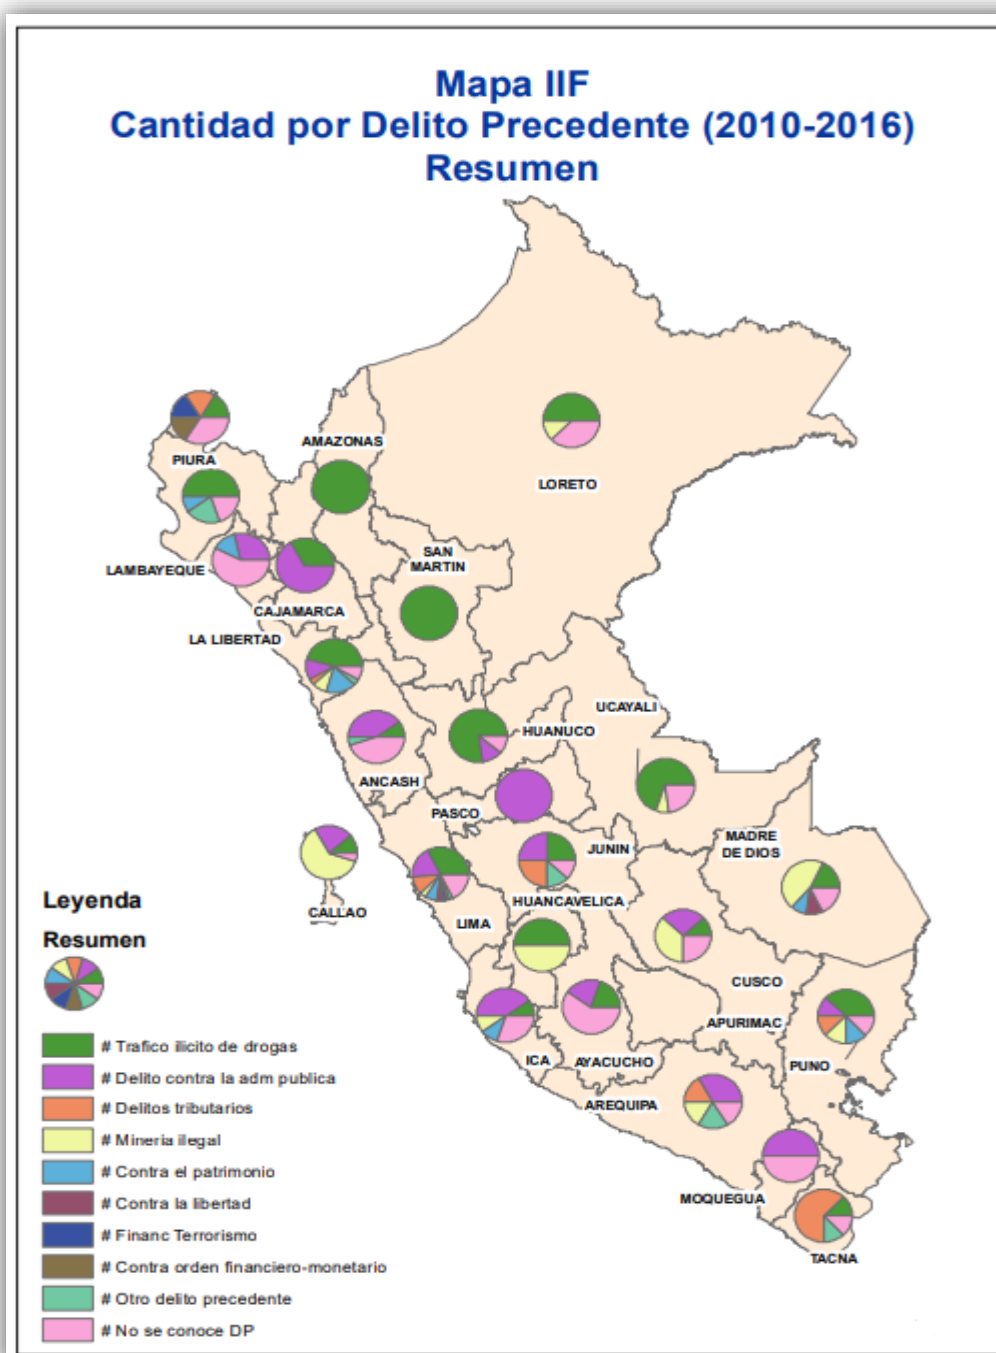 Mapa IIF
Cantidad por Delito Precedente (2010-2016)
Resumen
AMAZONAS
PIURA
LORETO
SAN
MARTIN
LAMBAYEQUE
CAJAMARCA
LA LIBERTAD
UCAYALI
HUANUCO
ANCASH
PASCO
MADRE
DE DIOS
JUNIN
HUANCAVELICA
CALLAO
LIMA
CUSCO
APURIMAC
ICA
AYACUCHO
PUNO
AREQUIPA
MOQUEGUA
TACNA
Leyenda
Resumen
# Trafico ilicito de drogas
# Delito contra la adm publica
# Delitos tributarios
# Mineria ilegal
# Contra el patrimonio
# Contra la libertad
# Financ Terrorismo
# Contra orden financiero-monetario
# Otro delito precedente
# No se conoce DP